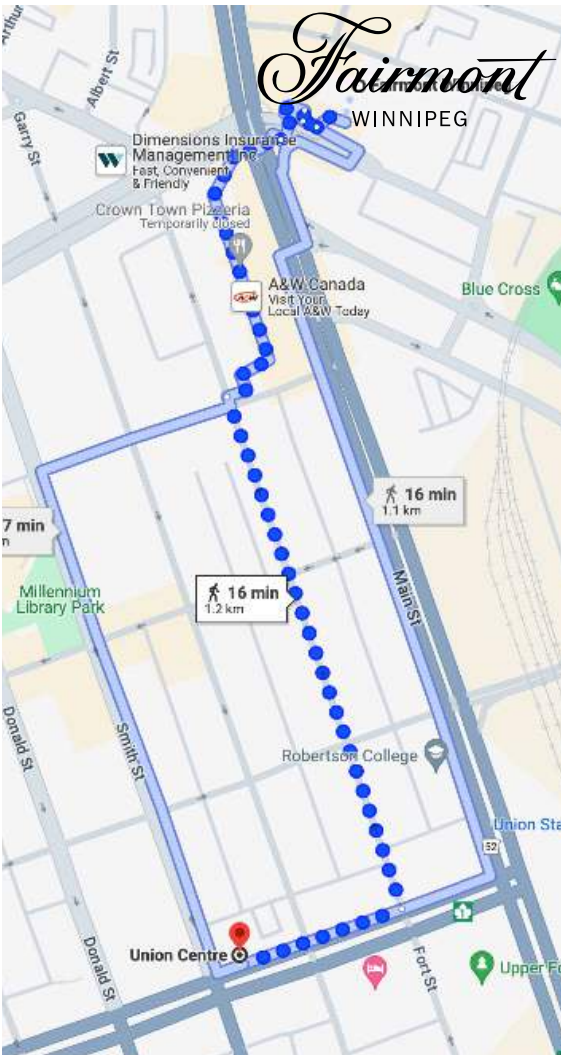 Fairmont
WINNIPEG
Arthur
Albert St
Garry St
Dimensions Insurance
Management Inc
Fast, Convenient
& Friendly
Crown Town Pizzeria
Temporarily closed
A&W
A&W Canada
Visit Your
Local A&W Today
Blue Cross
16 min
1.1 km
7 min
Millennium
Library Park
16 min
1.2 km
Main St
Donald St
Smith St
Robertson College
Union Sta
52
1
Union Centre
Donald St
Fort St
Upper Fo